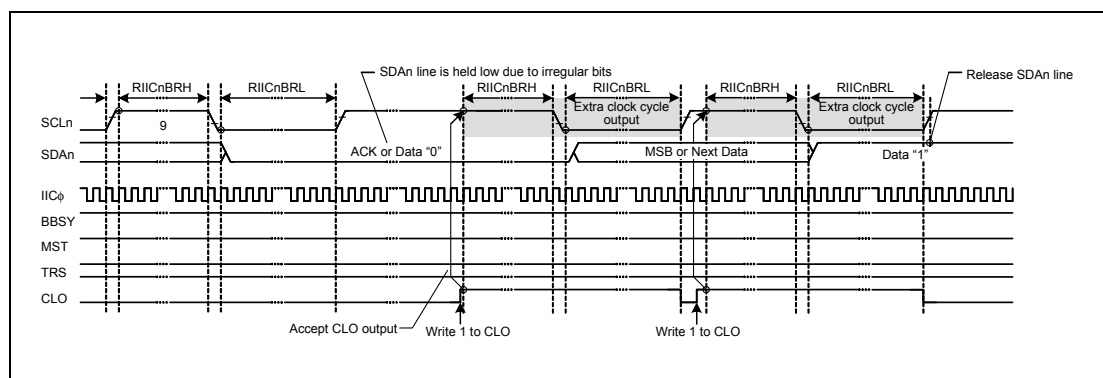 SDAn line is held low due to irregular bits
Release SDAn line
RIICnBRH
RIICnBRL
RIICnBRH
RIICnBRL
RIICnBRH
RIICnBRL
Extra clock cycle
output
Extra clock cycle
output
SCLn
9
ACK or Data “0”
MSB or Next Data
Data “1”
SDAn
IICϕ
BBSY
MST
TRS
CLO
Accept CLO output
Write 1 to CLO
Write 1 to CLO